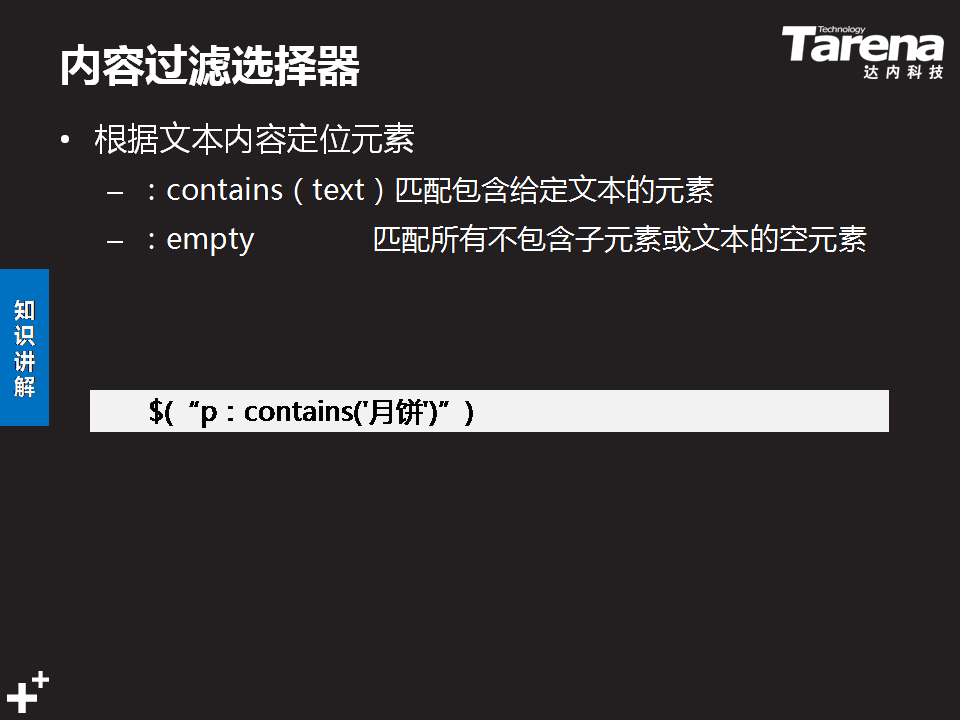 内容过滤选择器
Technology
Tarena
达内科技
• 根据文本内容定位元素
– ：contains（text）匹配包含给定文本的元素
– ：empty 匹配所有不包含子元素或文本的空元素
知识讲解
$(“p：contains('月饼')”)